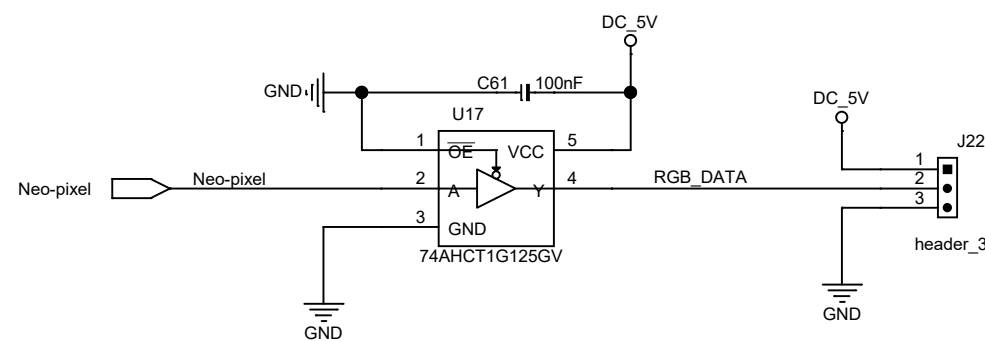 DC_5V
C61 100nF
GND
U17
DC_5V
J22
1 OE VCC 5
1
Neo-pixel Neo-pixel 2 A Y 4 RGB_DATA 2
3 GND
3
74AHCT1G125GV
header_3
GND
GND